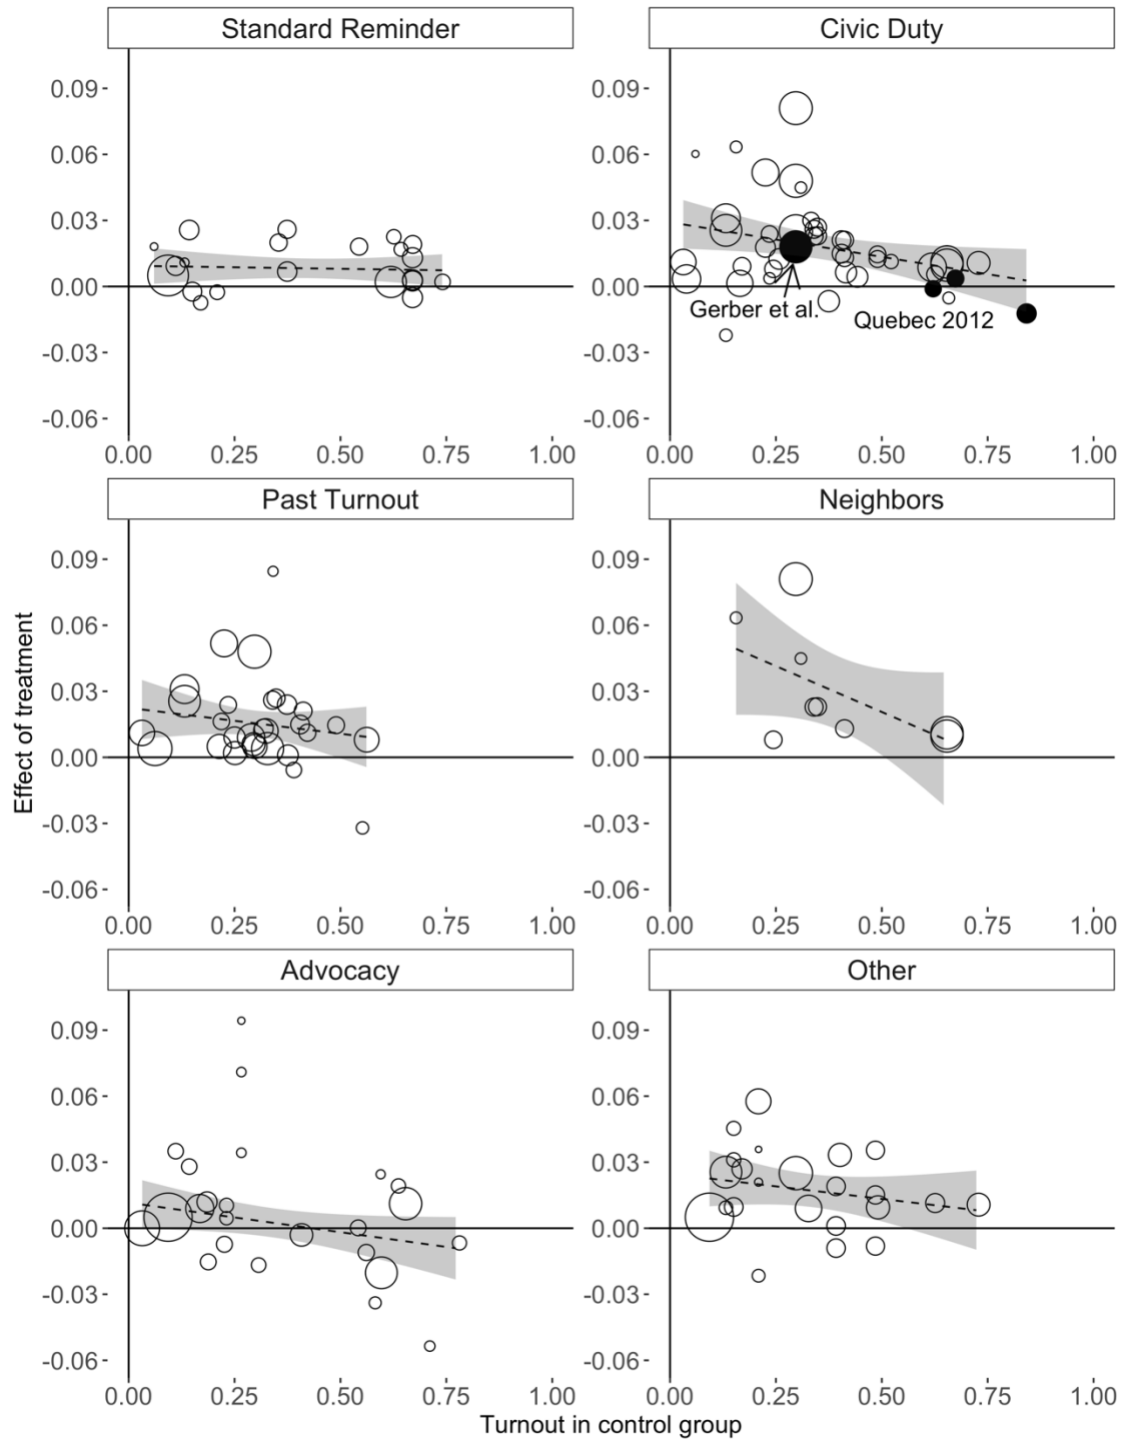 Standard Reminder
Civic Duty
0.09
0.06
0.03
0.00
-0.03
-0.06
0.00 0.25 0.50 0.75 1.00
0.09
0.06
0.03
0.00
-0.03
-0.06
Gerber et al.
Quebec 2012
0.00 0.25 0.50 0.75 1.00
Past Turnout
Neighbors
Effect of treatment
0.09
0.06
0.03
0.00
-0.03
-0.06
0.00 0.25 0.50 0.75 1.00
0.09
0.06
0.03
0.00
-0.03
-0.06
0.00 0.25 0.50 0.75 1.00
Advocacy
Other
0.09
0.06
0.03
0.00
-0.03
-0.06
0.00 0.25 0.50 0.75 1.00
0.09
0.06
0.03
0.00
-0.03
-0.06
0.00 0.25 0.50 0.75 1.00
Turnout in control group